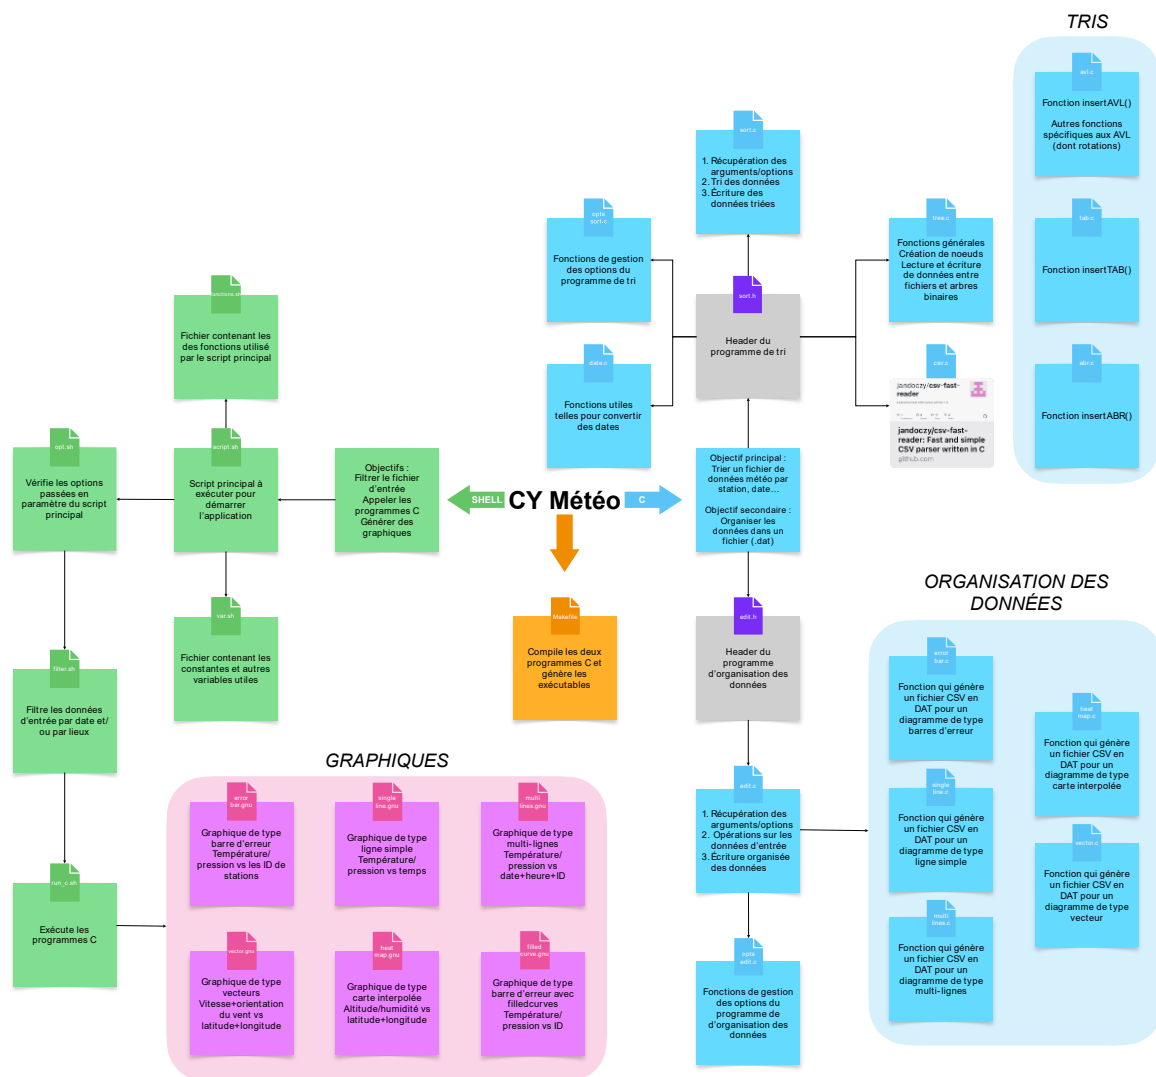 TRIS
avl.c
Fonction insertAVL()
Autres fonctions
spécifiques aux AVL
(dont rotations)
tab.c
Fonction insertTAB()
abr.c
Fonction insertABR()
sort.c
1. Récupération des
arguments/options
2. Tri des données
3. Écriture des
données triées
opts
sort.c
Fonctions de gestion
des options du
programme de tri
tree.c
Fonctions générales
Création de noeuds
Lecture et écriture
de données entre
fichiers et arbres
binaires
sort.h
Header du
programme de tri
date.c
Fonctions utiles
telles pour convertir
des dates
csv.c
jandoczy/csv-fast-
reader
jandoczy/csv-fast-
reader: Fast and simple
CSV parser written in C
github.com
fonctions.sh
Fichier contenant les
des fonctions utilisé
par le script principal
opt.sh
Vérifie les options
passées en
paramètre du script
principal
script.sh
Script principal à
exécuter pour
démarrer
l'application
Objectifs :
Filtrer le fichier
d'entrée
Appeler les
programmes C
Générer des
graphiques
SHELL
CY Météo
C
Objectif principal :
Trier un fichier de
données météo par
station, date...
Objectif secondaire :
Organiser les
données dans un
fichier (.dat)
var.sh
Fichier contenant les
constantes et autres
variables utiles
Makefile
Compile les deux
programmes C et
génère les
exécutables
edit.h
Header du
programme
d'organisation des
données
filter.sh
Filtre les données
d'entrée par date et/
ou par lieux
run_c.sh
Exécute les
programmes C
GRAPHIQUES
error
bar.gnu
Graphique de type
barre d'erreur
Température/
pression vs les ID de
stations
single
line.gnu
Graphique de type
ligne simple
Température/
pression vs temps
multi
lines.gnu
Graphique de type
multi-lignes
Température/
pression vs
date+heure+ID
vector.gnu
Graphique de type
vecteurs
Vitesse+orientation
du vent vs
latitude+longitude
heat
map.gnu
Graphique de type
carte interpolée
Altitude/humidité vs
latitude+longitude
filled
curve.gnu
Graphique de type
barre d'erreur avec
filledcurves
Température/
pression vs ID
edit.c
1. Récupération des
arguments/options
2. Opérations sur les
données d'entrée
3. Écriture organisée
des données
opts
edit.c
Fonctions de gestion
des options du
programme de
d'organisation des
données
ORGANISATION DES
DONNÉES
error
bar.c
Fonction qui génère
un fichier CSV en
DAT pour un
diagramme de type
barres d'erreur
heat
map.c
Fonction qui génère
un fichier CSV en
DAT pour un
diagramme de type
carte interpolée
single
line.c
Fonction qui génère
un fichier CSV en
DAT pour un
diagramme de type
ligne simple
vector.c
Fonction qui génère
un fichier CSV en
DAT pour un
diagramme de type
vecteur
multi
lines.c
Fonction qui génère
un fichier CSV en
DAT pour un
diagramme de type
multi-lignes